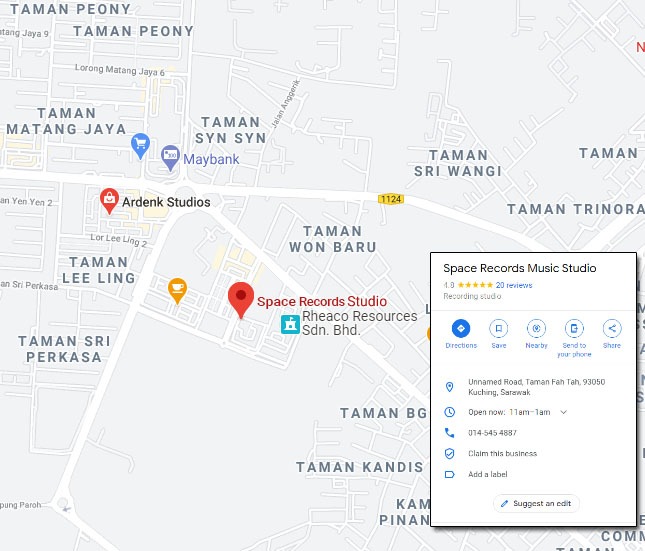 TAMAN PEONY
TAMAN PEONY
Jaya 9
Lorong Matang Jaya 6
Jalan Anggerik
TAMAN
MATANG JAYA
TAMAN
SYN SYN
Maybank
TAMAN
SRI WANGI
TAMAN
an Yen Yen 2
Ardenk Studios
1124
TAMAN TRINORA
Lor Lee Ling 2
TAMAN
WON BARU
TAMAN
LEE LING
an Sri Perkasa
Space Records Studio
Rheaco Resources
Sdn. Bhd.
TAMAN SRI
PERKASA
TAMAN BG
TAMAN KANDIS
KAM
PINAN
pung Paroh
COMM
TAMAN
Space Records Music Studio
4.8 ★★★★★ 20 reviews
Recording studio
Directions Save Nearby Send to your phone Share
Unnamed Road, Taman Fah Tah, 93050
Kuching, Sarawak
Open now: 11am–1am
014-545 4887
Claim this business
Add a label
Suggest an edit